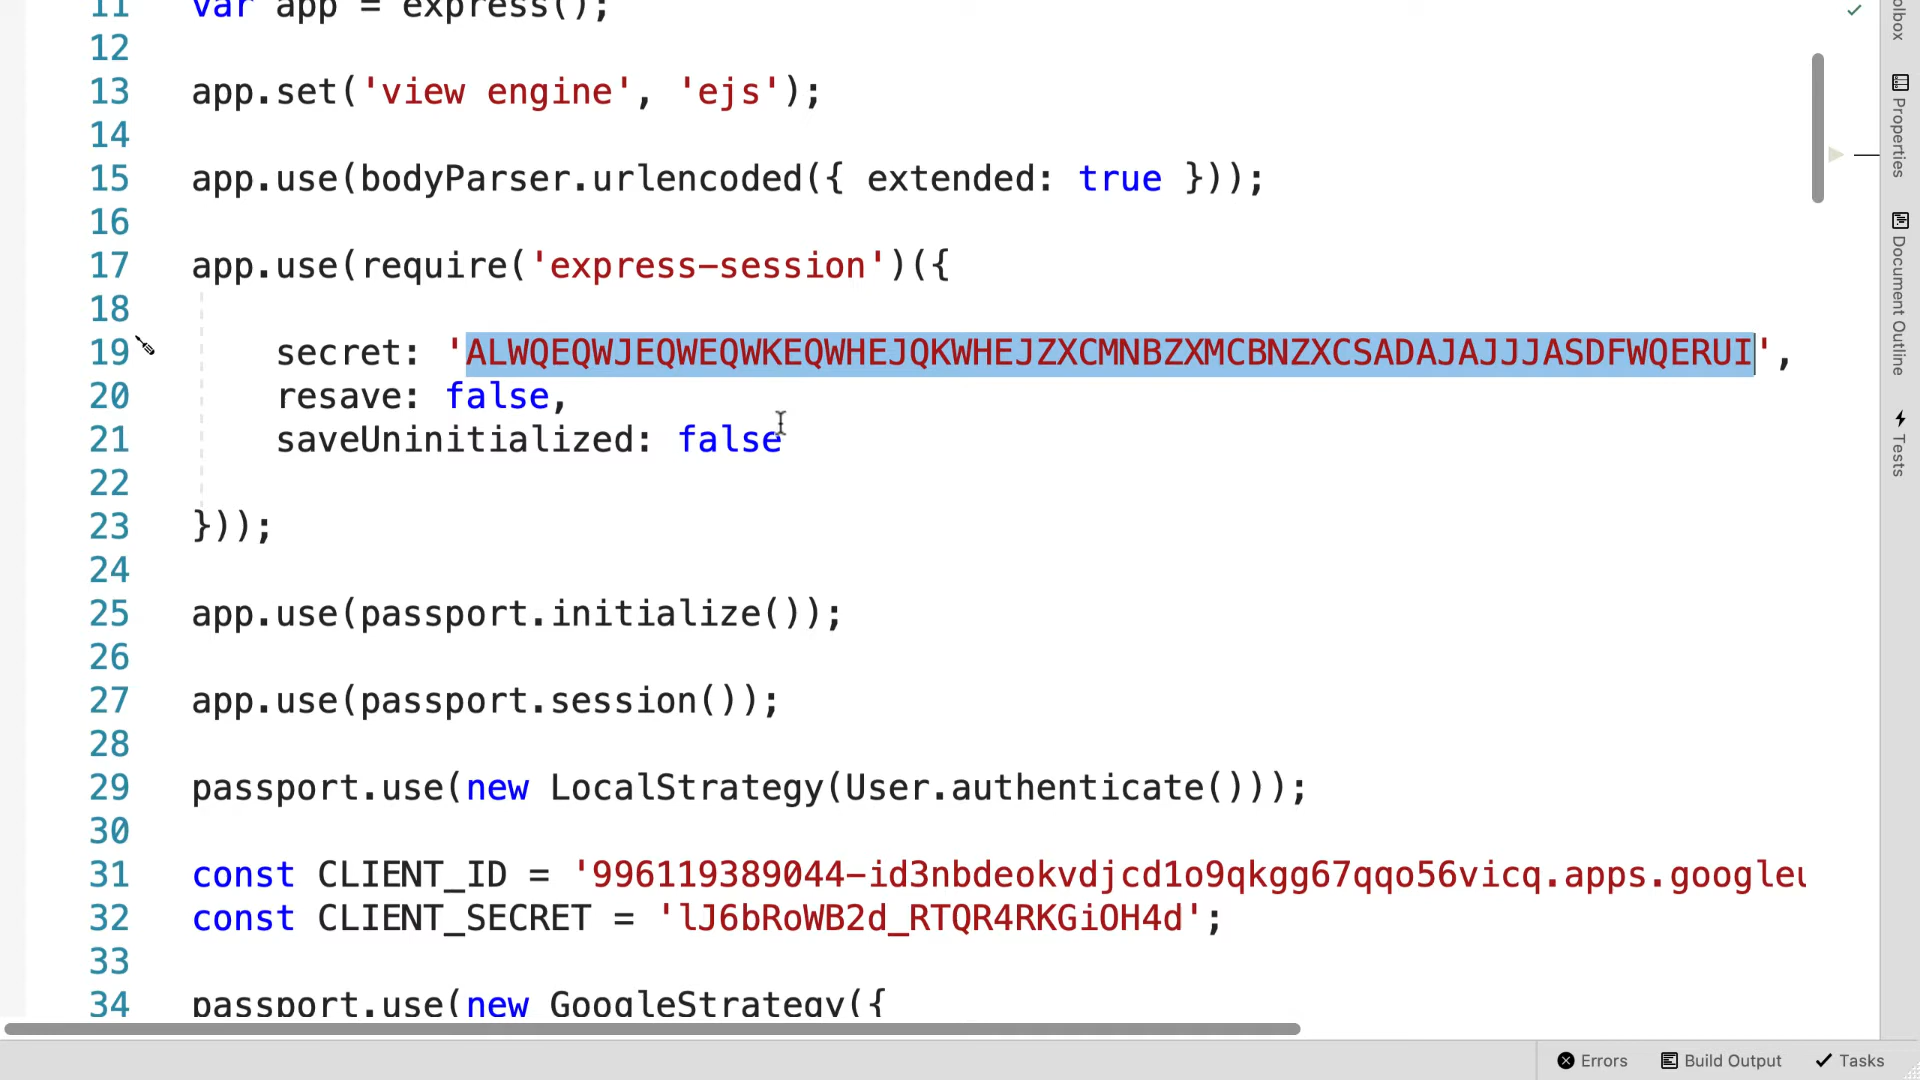 11 var app = express();
12
13 app.set('view engine', 'ejs');
14
15 app.use(bodyParser.urlencoded({ extended: true }));
16
17 app.use(require('express-session')({
18
19 secret: 'ALWQEQWJEQWEQWKEQWHEJQKWHEJZXCMNBZXMCBNZXCSADAJAJJJASDFWQERUI',
20 resave: false,
21 saveUninitialized: false
22
23 }));
24
25 app.use(passport.initialize());
26
27 app.use(passport.session());
28
29 passport.use(new LocalStrategy(User.authenticate()));
30
31 const CLIENT_ID = '996119389044-id3nbdeokvdjcd1o9qkgg67qqo56vicq.apps.googleu
32 const CLIENT_SECRET = 'lJ6bRoWB2d_RTQR4RKGiOH4d';
33
34 passport.use(new GoogleStrategy({
olbox
Properties
Document Outline
Tests
Errors Build Output Tasks